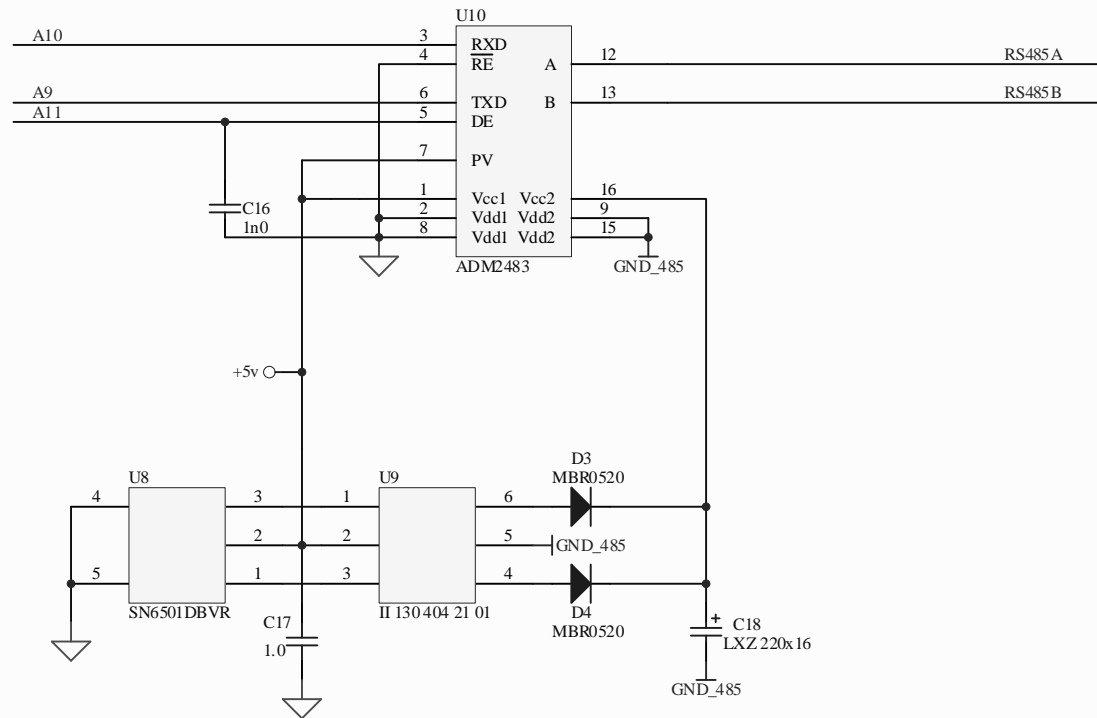 U10
A10 3 RXD
4 RE A 12 RS485A
A9 6 TXD B 13 RS485B
A11 5 DE
7 PV
1 Vcc1 Vcc2 16
C16 2 Vdd1 Vdd2 9
1n0 8 Vdd1 Vdd2 15
ADM2483 GND_485
+5v
U8 U9 D3
MBR0520
4 3 1 6
2 2 5 GND_485
5 1 3 4
SN6501DBVR II 130 404 21 01 D4
MBR0520
C17 + C18
1.0 LXZ 220x16
GND_485